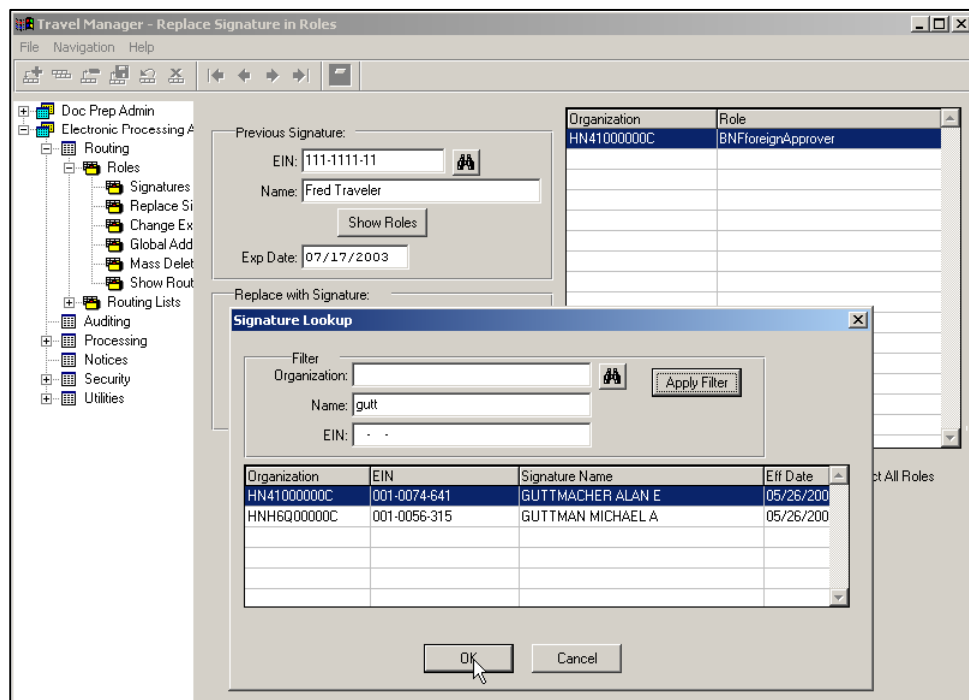 Travel Manager - Replace Signature in Roles
File Navigation Help
Doc Prep Admin
Electronic Processing A
Routing
Roles
Signatures
Replace Si
Change Ex
Global Add
Mass Delet
Show Rout
Routing Lists
Auditing
Processing
Notices
Security
Utilities
Previous Signature:
EIN: 111-1111-11
Name: Fred Traveler
Show Roles
Exp Date: 07/17/2003
Replace with Signature:
Organization Role
HN41000000C BNFforeignApprover
ct All Roles
Signature Lookup
Filter
Organization:
Apply Filter
Name: gutt
EIN: - -
Organization EIN Signature Name Eff Date
HN41000000C 001-0074-641 GUTTMACHER ALAN E 05/26/200
HNH6Q00000C 001-0056-315 GUTTMAN MICHAEL A 05/26/200
OK Cancel